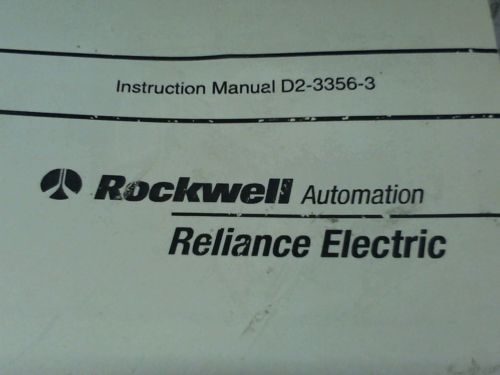 Instruction Manual D2-3356-3
Rockwell Automation
Reliance Electric